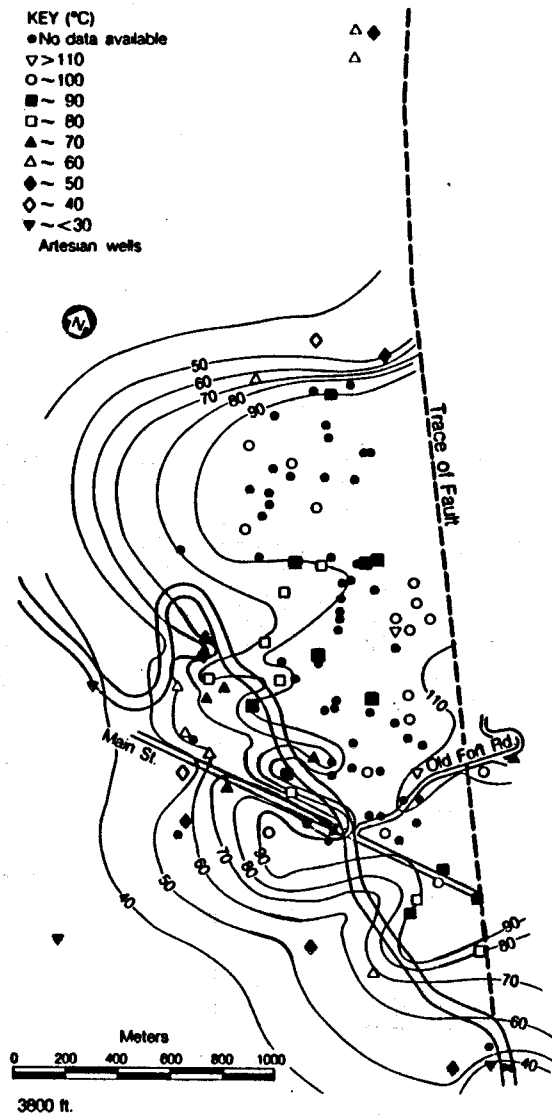 KEY (°C)
No data available
>110
~ 100
~ 90
~ 80
~ 70
~ 60
~ 50
~ 40
~ <30
Artesian wells
N
50
60
70
80
90
Trace of Fault
110
Old Fort Rd.
Main St.
40
50
60
70
80
90
90
80
70
60
40
Meters
0 200 400 600 800 1000
3800 ft.